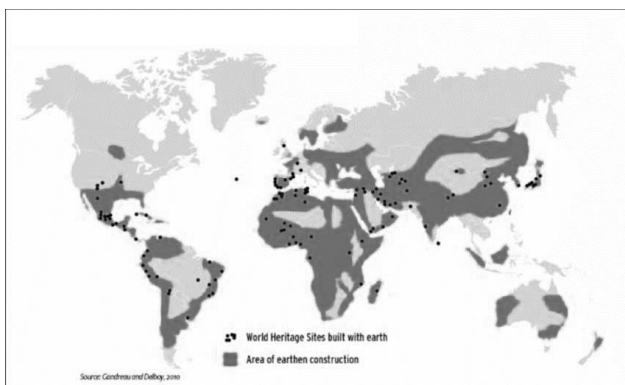 World Heritage Sites built with earth
Area of earthen construction
Source: Gandreau and Delboy, 2010